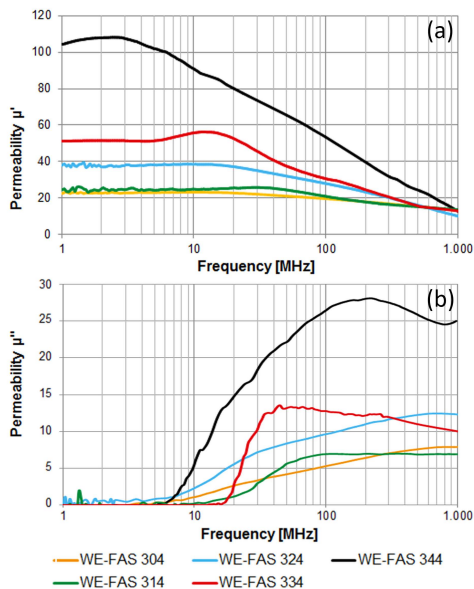 (a)
Permeability µ'
120
100
80
60
40
20
0
1 10 100 1.000
Frequency [MHz]
(b)
Permeability µ''
30
25
20
15
10
5
0
1 10 100 1.000
Frequency [MHz]
WE-FAS 304 WE-FAS 324 WE-FAS 344
WE-FAS 314 WE-FAS 334